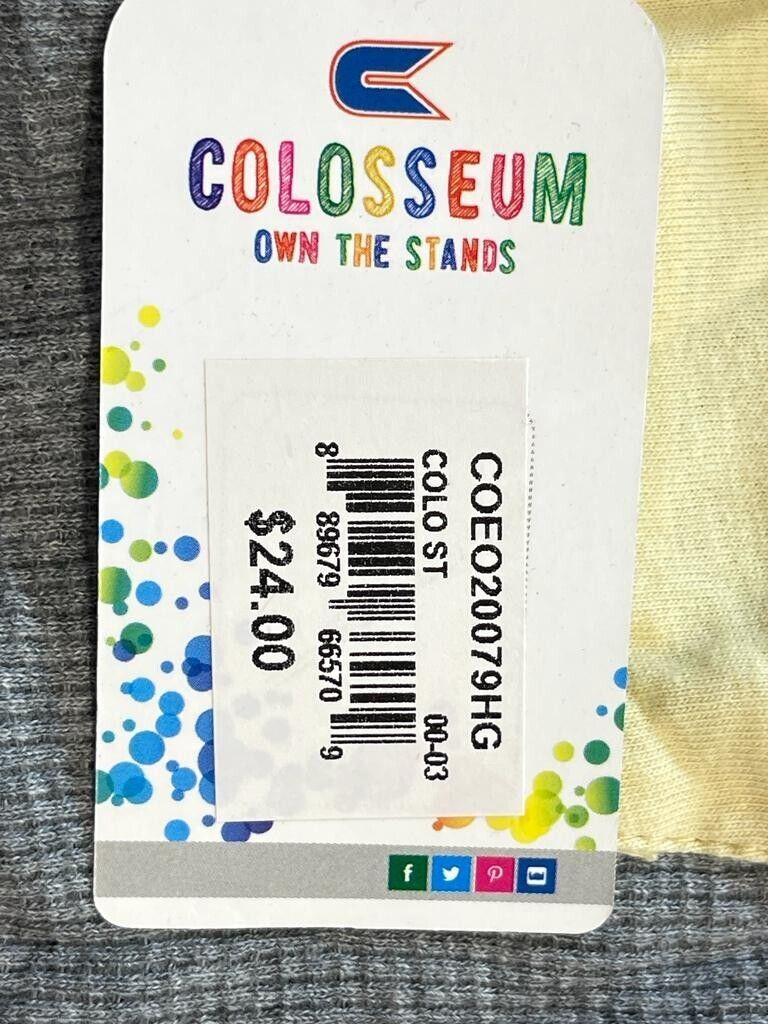 COLOSSEUM
OWN THE STANDS
COEO20079HG
COLO ST 00-03
8 89679 66570 9
$24.00